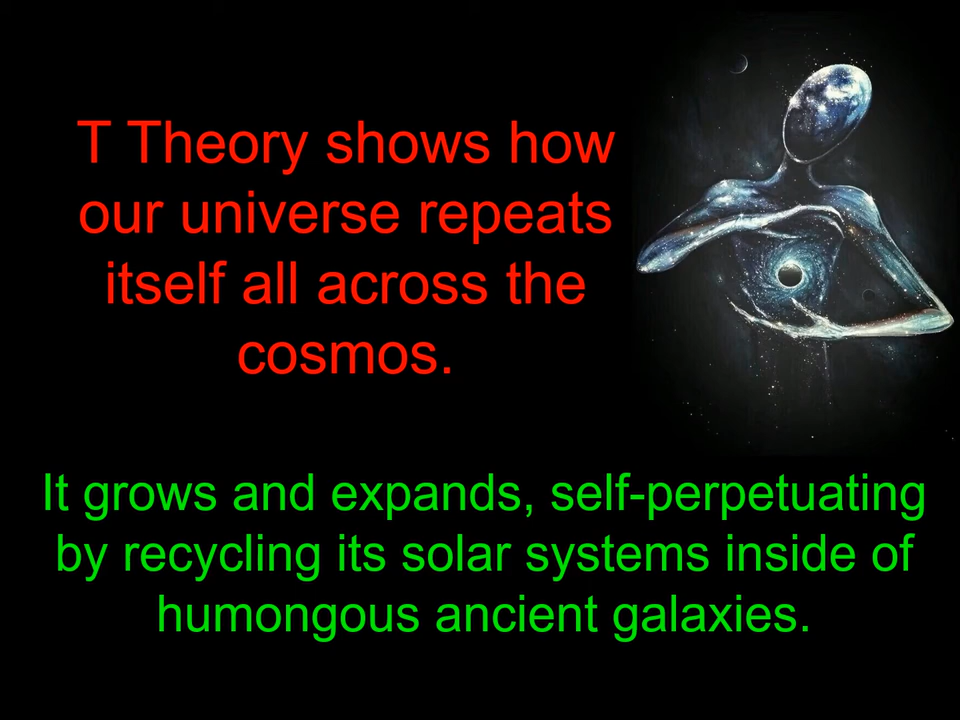 T Theory shows how
our universe repeats
itself all across the
cosmos.
It grows and expands, self-perpetuating
by recycling its solar systems inside of
humongous ancient galaxies.